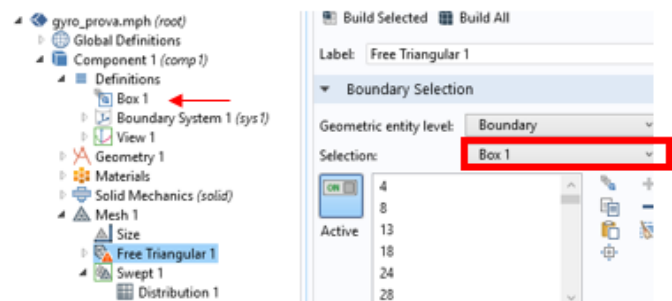 gyro_prova.mph (root)
Global Definitions
Component 1 (comp1)
Definitions
Box 1
Boundary System 1 (sys1)
View 1
Geometry 1
Materials
Solid Mechanics (solid)
Mesh 1
Size
Free Triangular 1
Swept 1
Distribution 1
Build Selected Build All
Label: Free Triangular 1
Boundary Selection
Geometric entity level: Boundary
Selection: Box 1
ON
4
8
Active 13
18
24
28